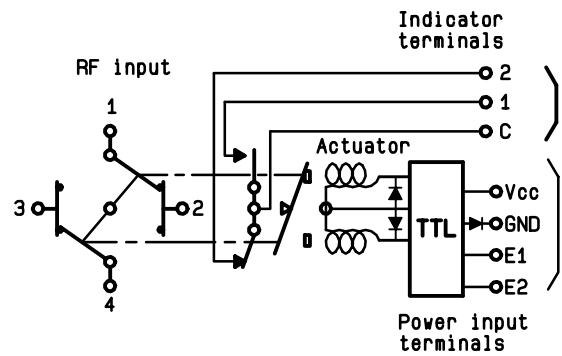 Indicator
terminals
RF input
2
1
1
C
Actuator
3
2
Vcc
TTL
GND
E1
E2
4
Power input
terminals